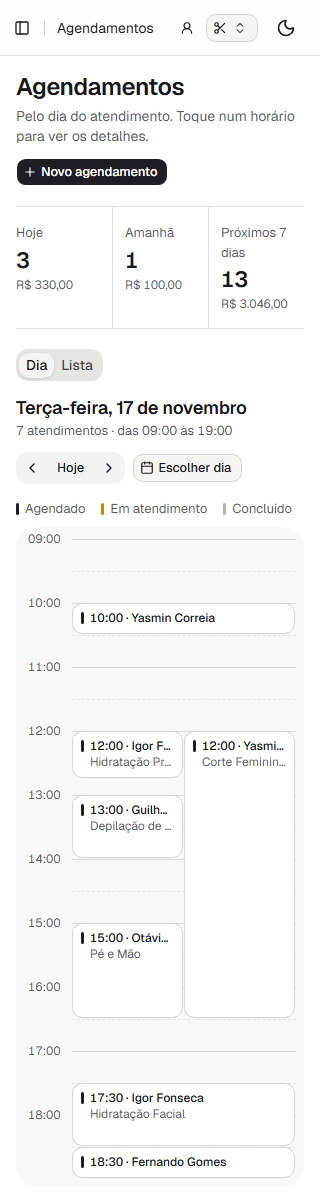 Agendamentos
Agendamentos
Pelo dia do atendimento. Toque num horário
para ver os detalhes.
+ Novo agendamento
Hoje
3
R$ 330,00
Amanhã
1
R$ 100,00
Próximos 7
dias
13
R$ 3.046,00
Dia
Lista
Terça-feira, 17 de novembro
7 atendimentos · das 09:00 às 19:00
Hoje
Escolher dia
Agendado
Em atendimento
Concluído
09:00
10:00
10:00 · Yasmin Correia
11:00
12:00
12:00 · Igor F...
Hidratação Pr...
12:00 · Yasmi...
Corte Feminin...
13:00
13:00 · Guilh...
Depilação de ...
14:00
15:00
15:00 · Otávi...
Pé e Mão
16:00
17:00
17:30 · Igor Fonseca
Hidratação Facial
18:00
18:30 · Fernando Gomes